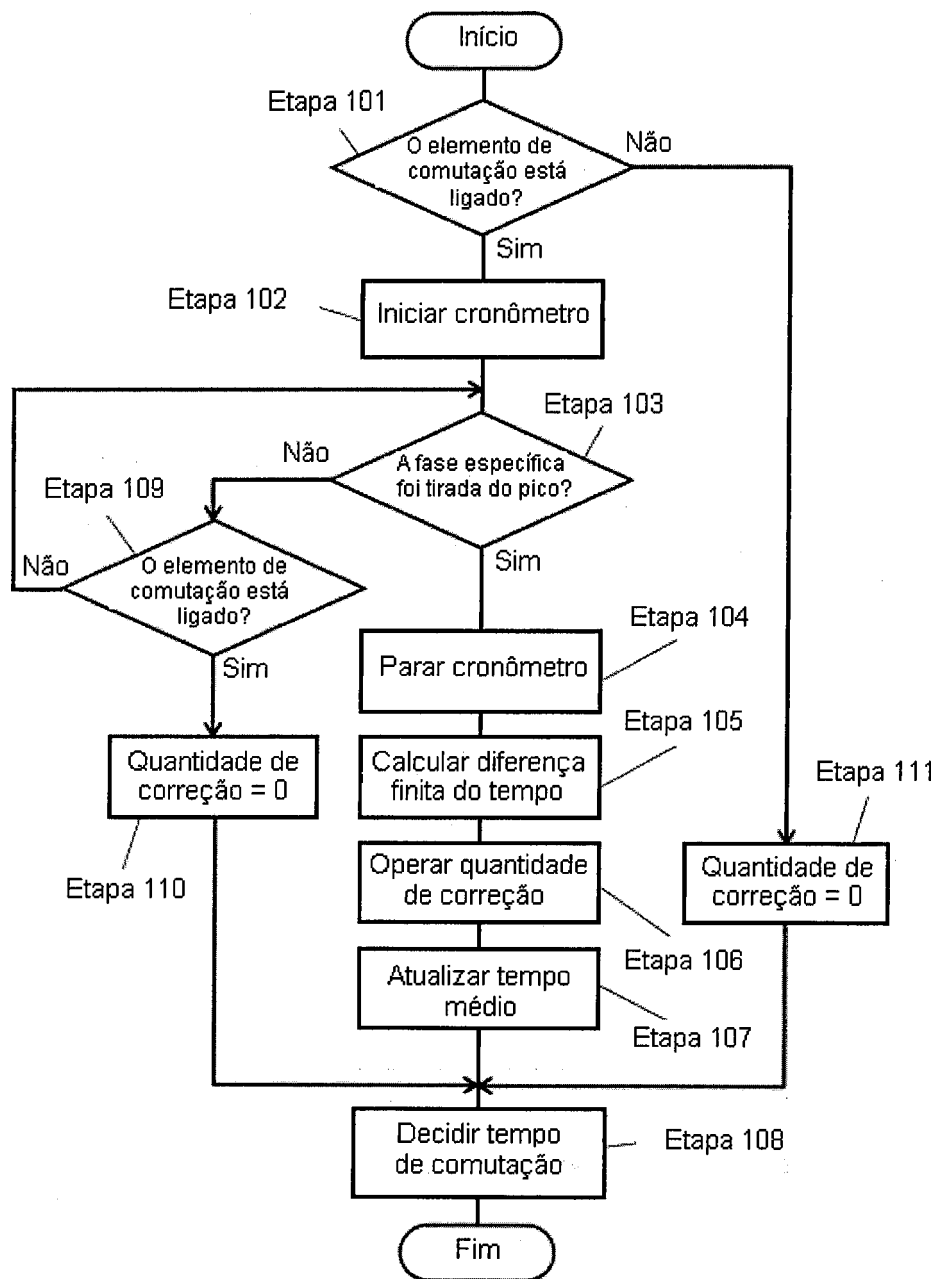 Início
Etapa 101
O elemento de
comutação está
ligado?
Não
Sim
Etapa 102
Iniciar cronômetro
Etapa 103
A fase específica
foi tirada do pico?
Não
Sim
Etapa 109
O elemento de
comutação está
ligado?
Não
Sim
Etapa 104
Parar cronômetro
Etapa 105
Calcular diferença
finita do tempo
Quantidade de
correção = 0
Etapa 110
Etapa 111
Quantidade de
correção = 0
Operar quantidade
de correção
Etapa 106
Atualizar tempo
médio
Etapa 107
Decidir tempo
de comutação
Etapa 108
Fim